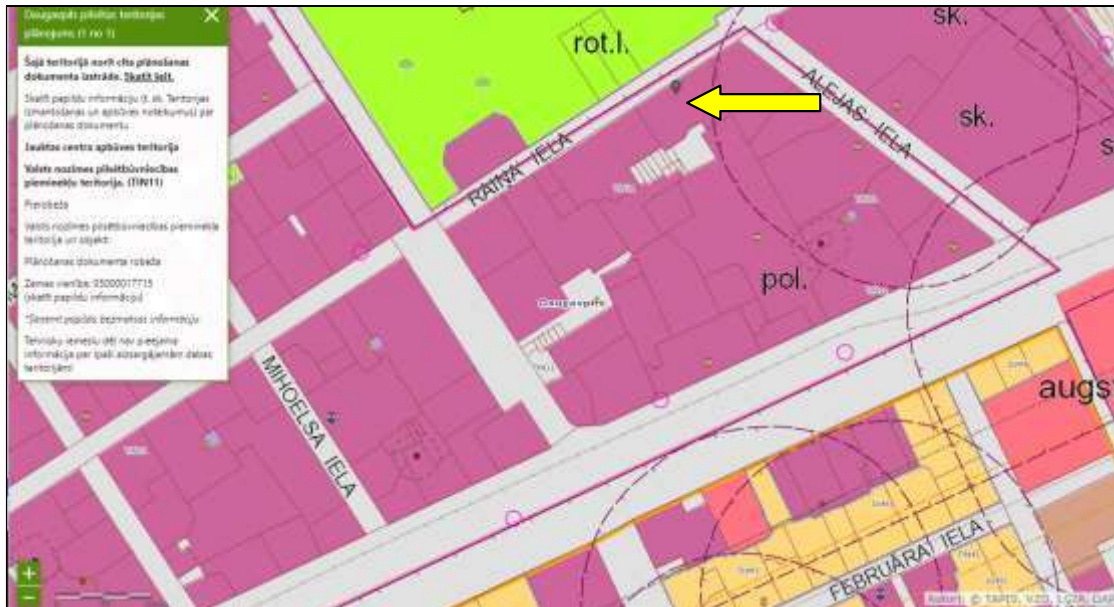 Daugavpils pilsētas teritorijas
plānojums (1 no 1)
Šajā teritorijā norit cita plānošanas
dokumenta izstrāde. Skatīt šeit.
Skatīt papildu informāciju (t. sk. Teritorijas
izmantošanas un apbūves noteikumus) par
plānošanas dokumentu
Jauktas centra apbūves teritorija
Valsts nozīmes pilsētbūvniecības
pieminekļu teritorija. (TIN11)
Pierobeža
Valsts nozīmes pilsētbūvniecības pieminekļa
teritorija un objekti
Plānošanas dokumenta robeža
Zemes vienība: 05000017715
(skatīt papildu informāciju)
*Saņemt papildu bezmaksas informāciju
Tehnisku iemeslu dēļ nav pieejama
informācija par īpaši aizsargājamām dabas
teritorijām!
rot.l.
sk.
ALEJAS IELA
sk.
RAIŅA IELA
pol.
Daugavpils
MIHOELSA IELA
augs
FEBRUĀRA IELA
+
−